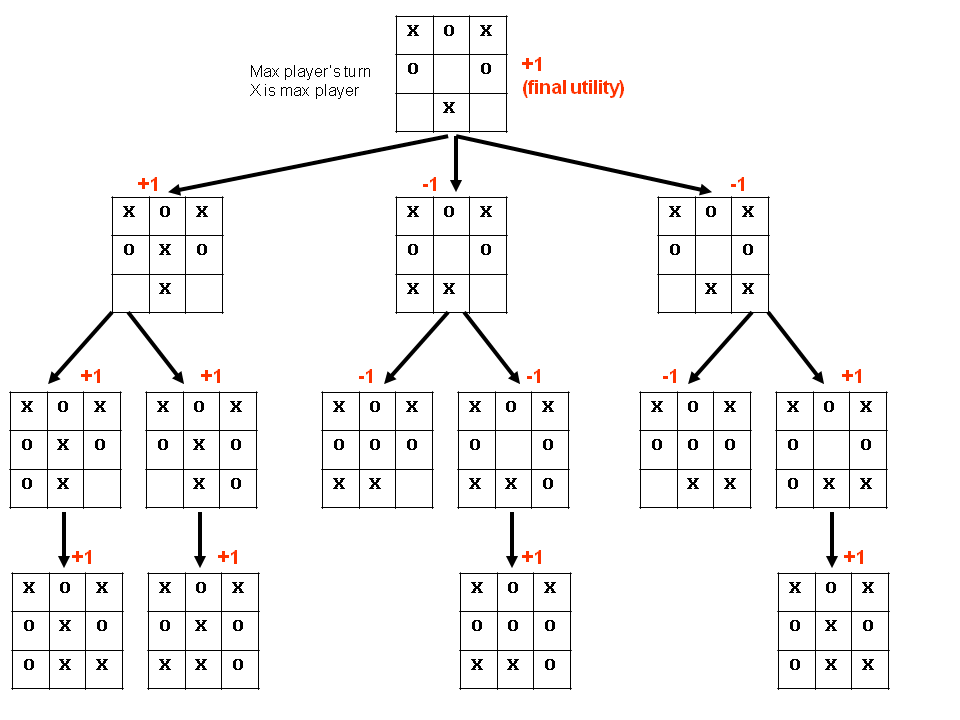 X O X
Max player's turn
X is max player
O O
+1
(final utility)
X
+1 -1 -1
X O X X O X X O X
O X O O O O O
X X X X X
+1 +1 -1 -1 -1 +1
X O X X O X X O X X O X X O X X O X
O X O O X O O O O O O O O O O O
O X X O X X X X O X X O X X
+1 +1 +1 +1
X O X X O X X O X X O X
O X O O X O O O O O X O
O X X X X O X X O O X X